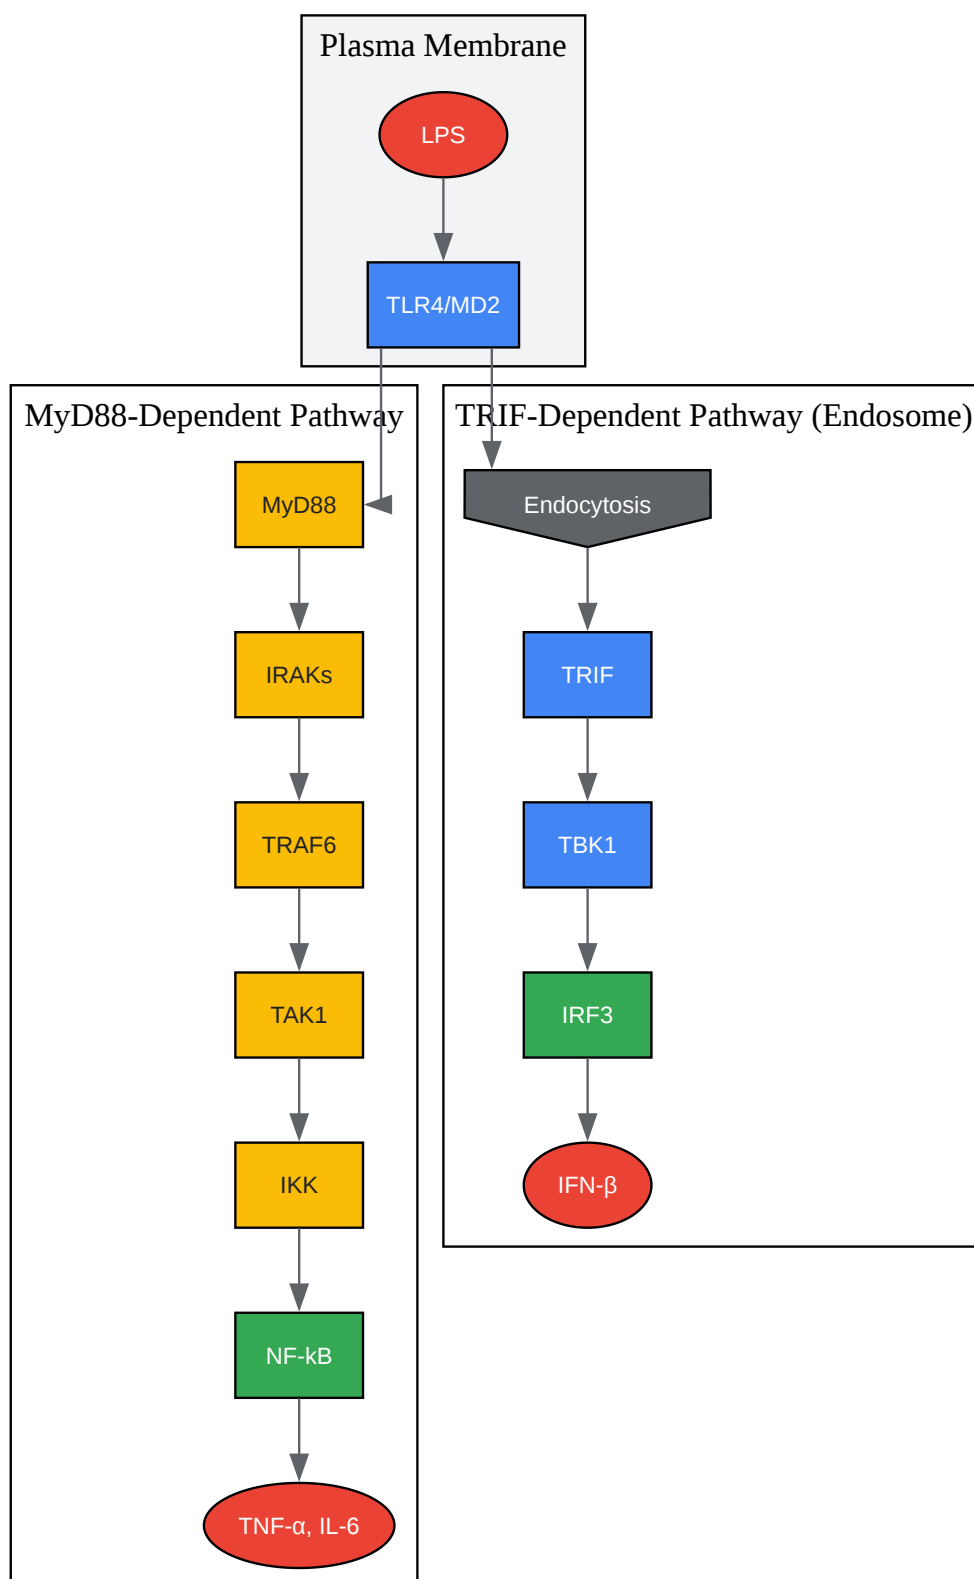 Plasma Membrane
LPS
TLR4/MD2
MyD88-Dependent Pathway
MyD88
IRAKs
TRAF6
TAK1
IKK
NF-kB
TNF-α, IL-6
TRIF-Dependent Pathway (Endosome)
Endocytosis
TRIF
TBK1
IRF3
IFN-β